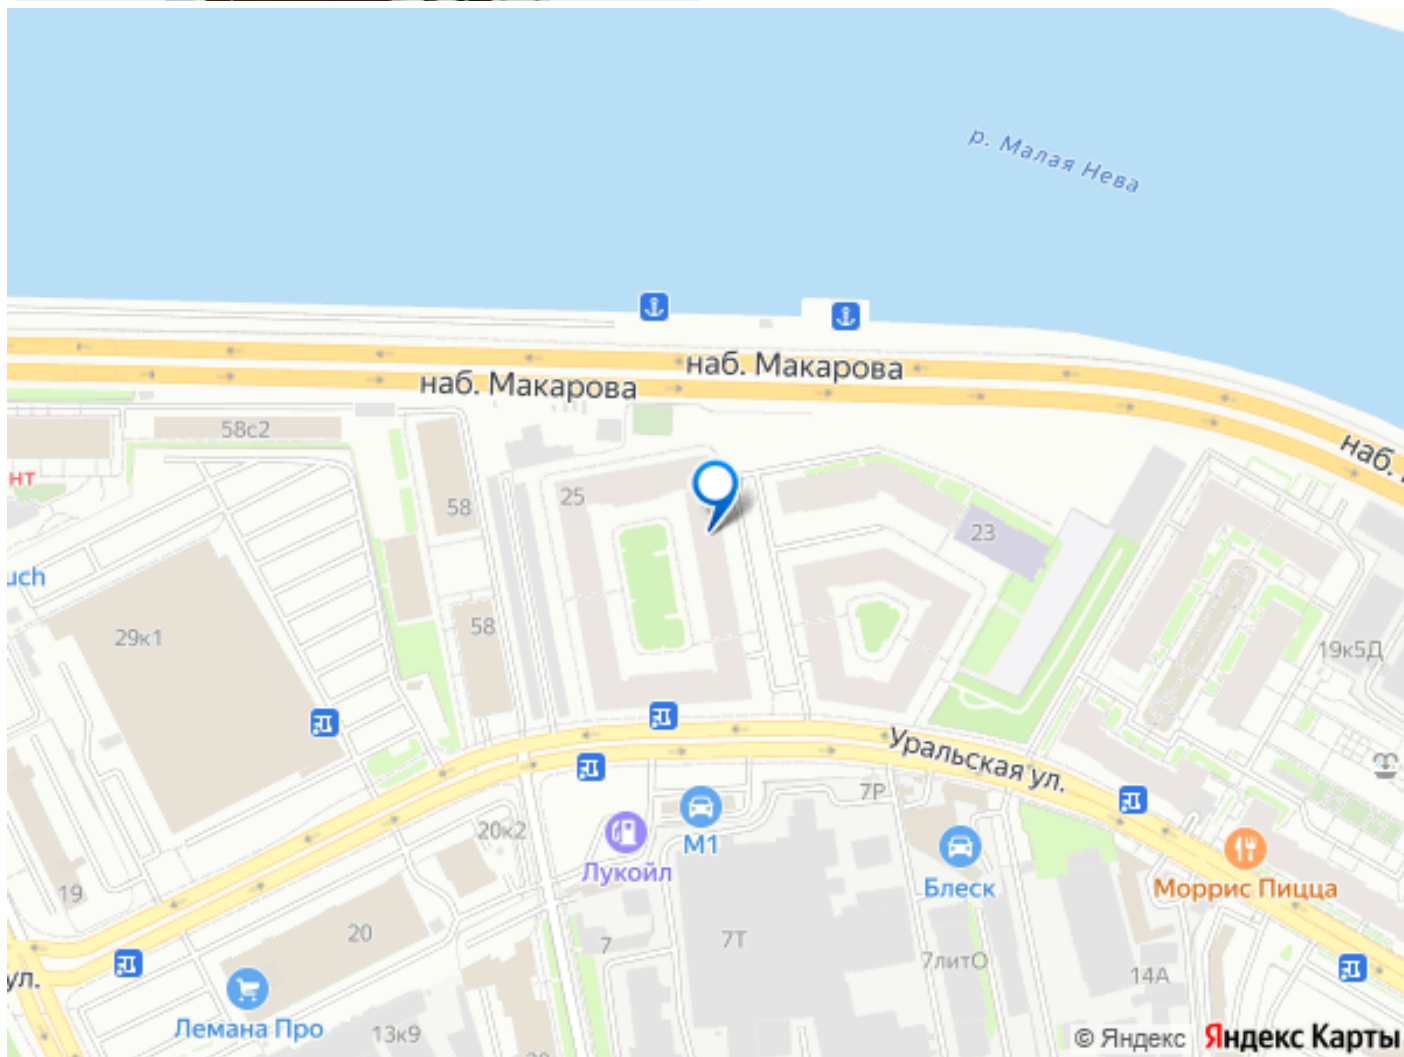 р. Малая Нева
наб. Макарова
наб. Макарова
наб.
58с2
нт
25
58
23
uch
29к1
58
19к5Д
Уральская ул.
7Р
20к2
М1
Лукойл
Блеск
Моррис Пицца
19
20
7
7Т
7литО
14А
ул.
Лемана Про
13к9
© Яндекс
Яндекс Карты